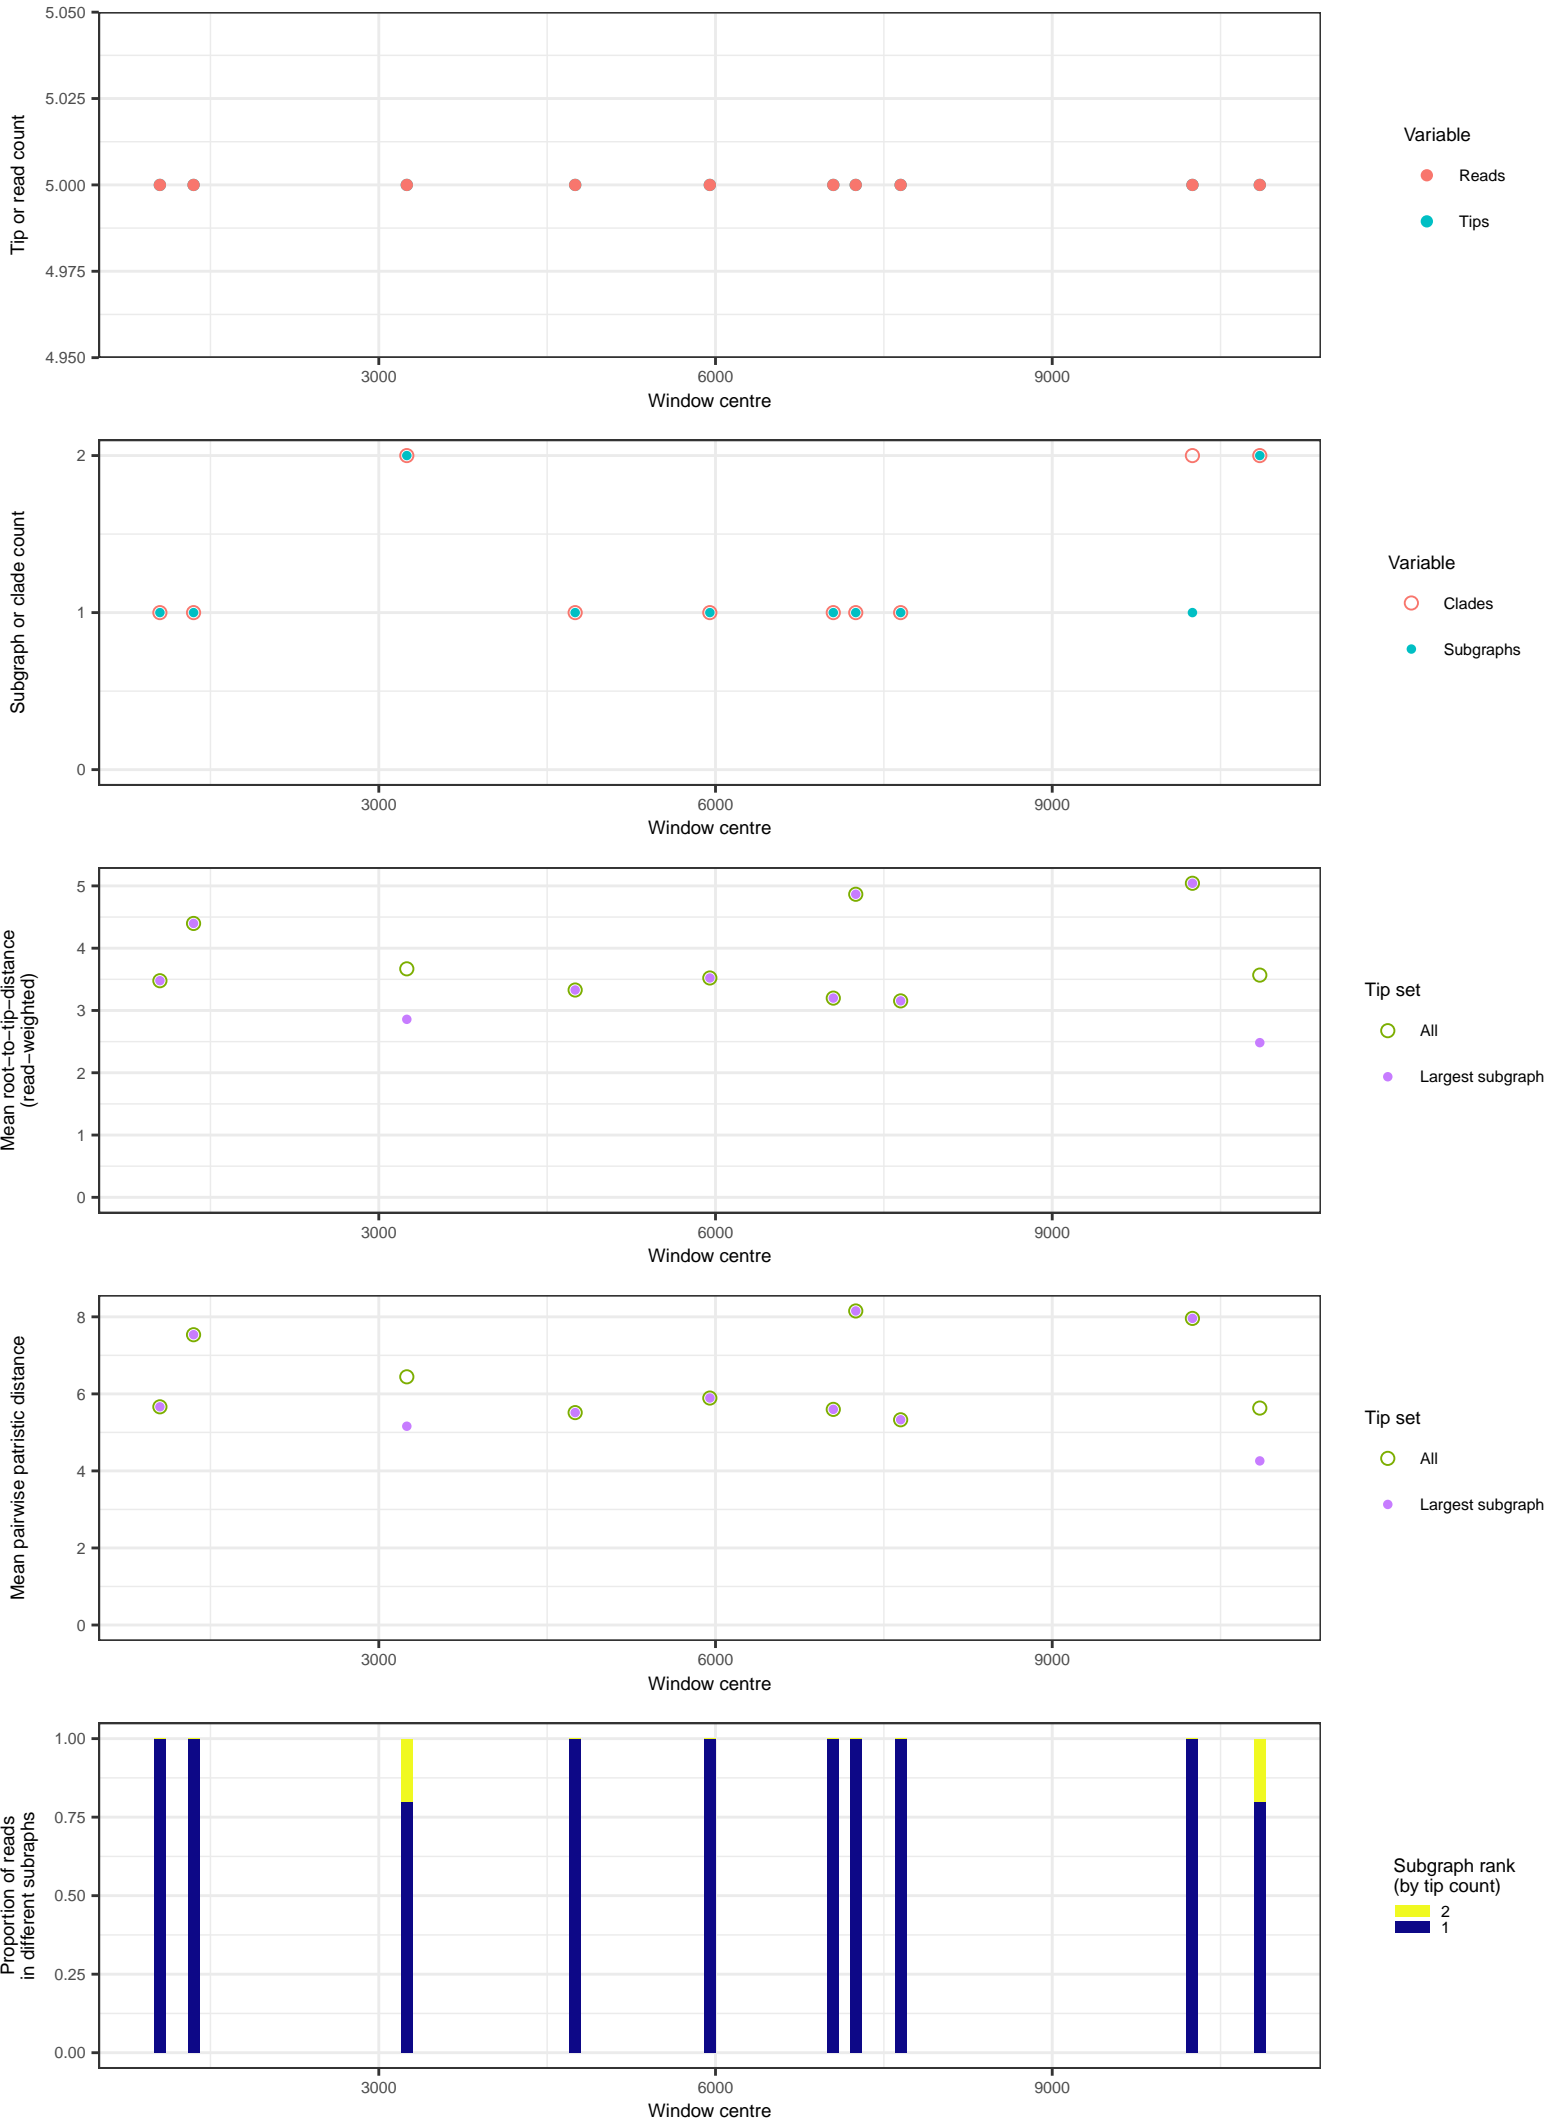 5.050
5.025
5.000
4.975
4.950
Tip or read count
3000 6000 9000
Window centre
Variable
Reads
Tips
2
1
0
Subgraph or clade count
3000 6000 9000
Window centre
Variable
Clades
Subgraphs
5
4
3
2
1
0
Mean root−to−tip−distance
(read−weighted)
3000 6000 9000
Window centre
Tip set
All
Largest subgraph
8
6
4
2
0
Mean pairwise patristic distance
3000 6000 9000
Window centre
Tip set
All
Largest subgraph
1.00
0.75
0.50
0.25
0.00
Proportion of reads
in different subraphs
3000 6000 9000
Window centre
Subgraph rank
(by tip count)
2
1